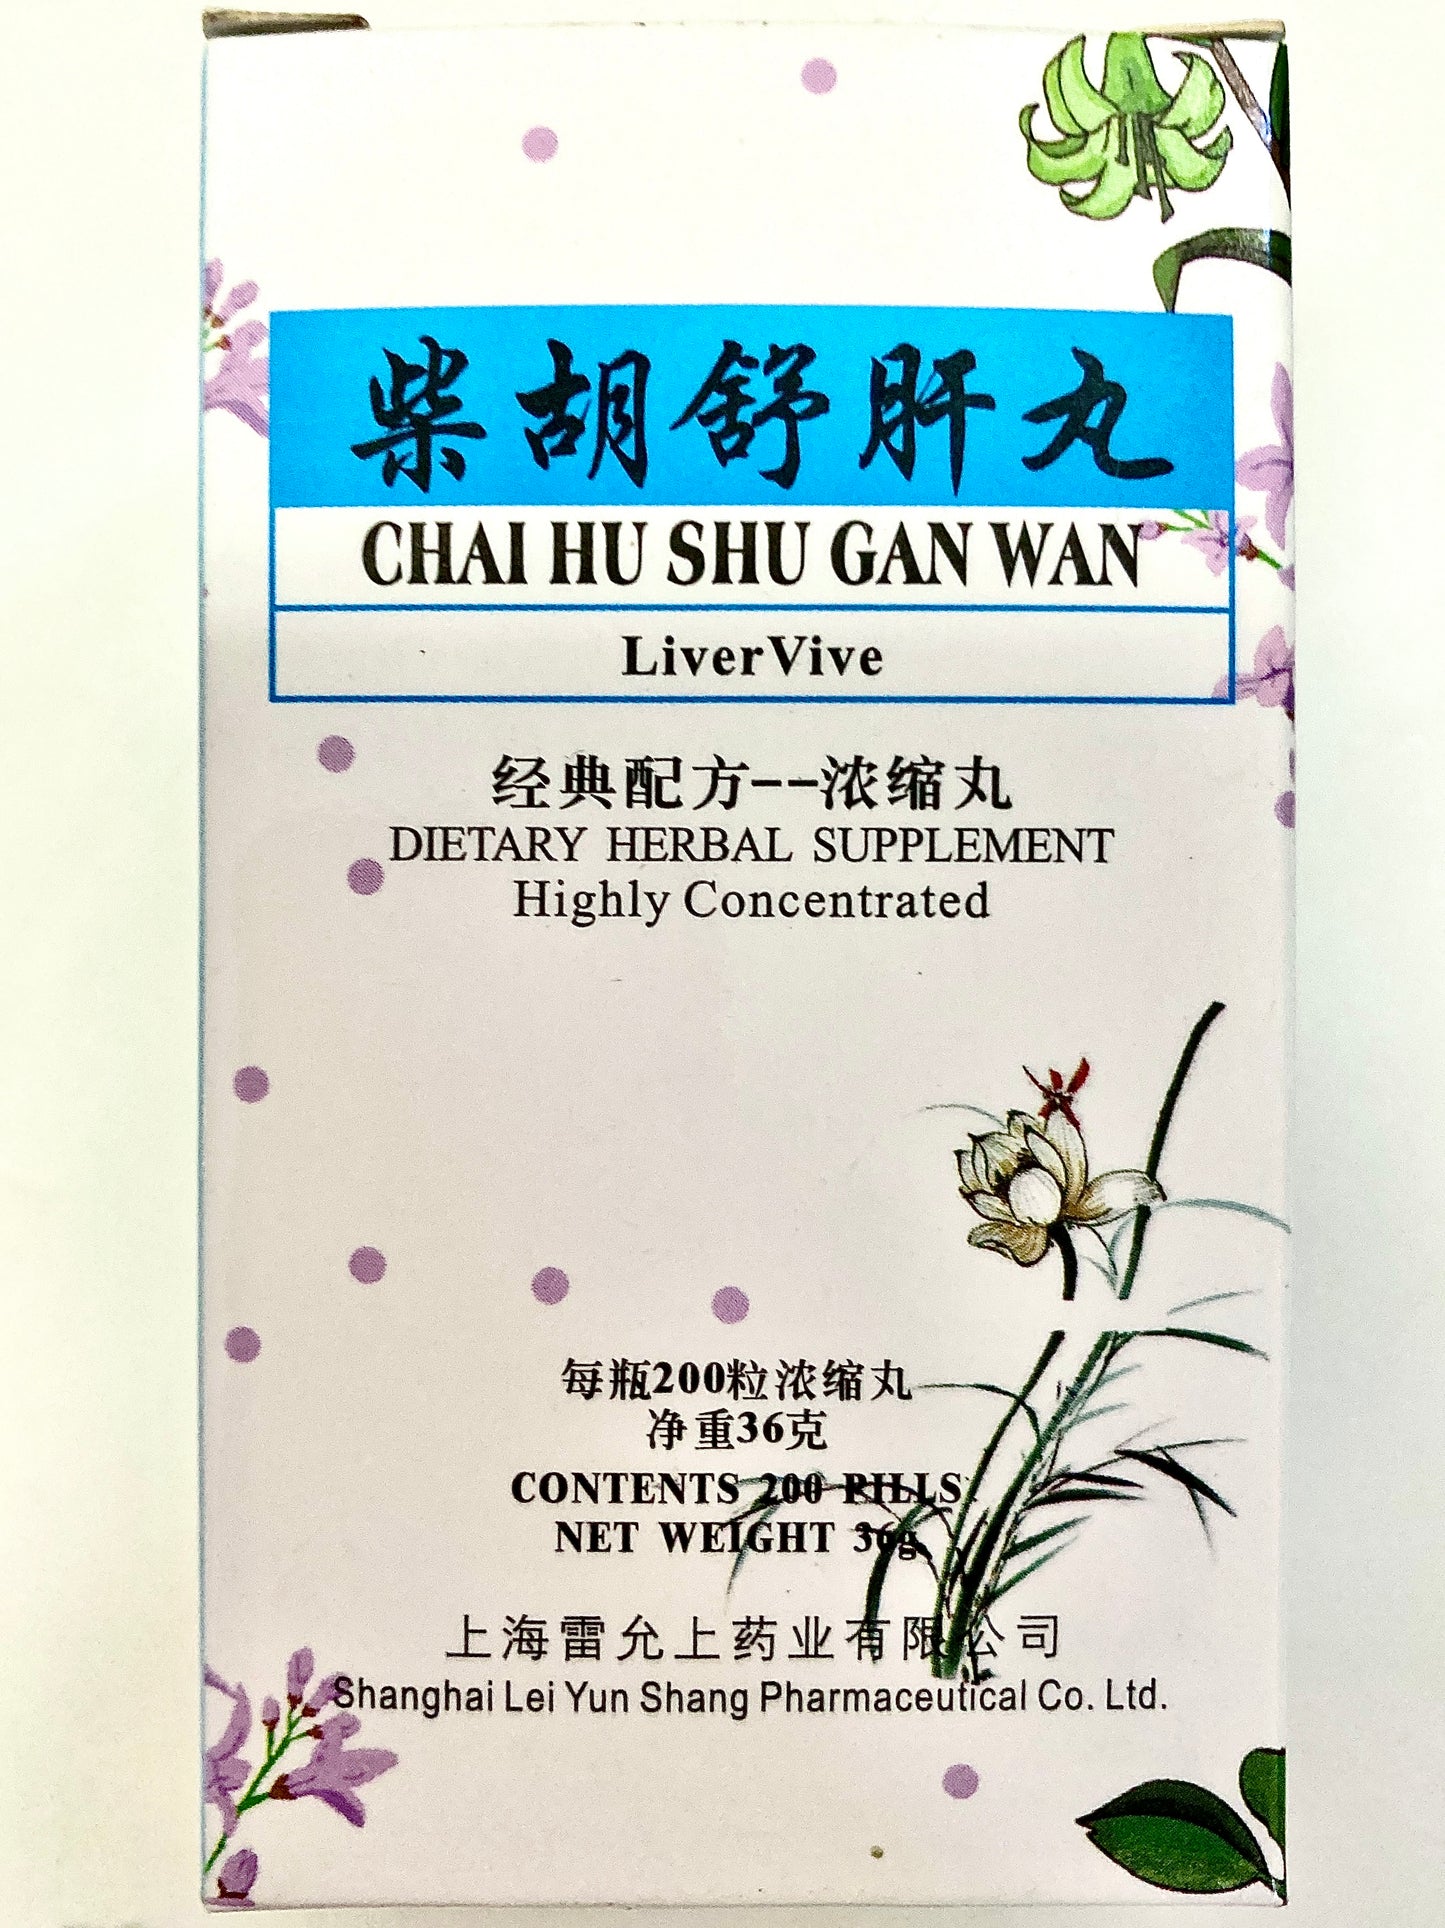 柴胡舒肝丸
CHAI HU SHU GAN WAN
LiverVive
经典配方--浓缩丸
DIETARY HERBAL SUPPLEMENT
Highly Concentrated
每瓶200粒浓缩丸
净重36克
CONTENTS 200 PILLS
NET WEIGHT 36g
上海雷允上药业有限公司
Shanghai Lei Yun Shang Pharmaceutical Co. Ltd.